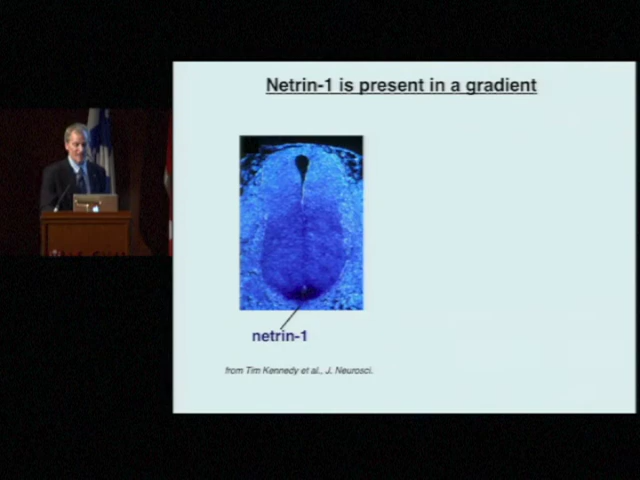 Netrin-1 is present in a gradient
netrin-1
from Tim Kennedy et al., J. Neurosci.